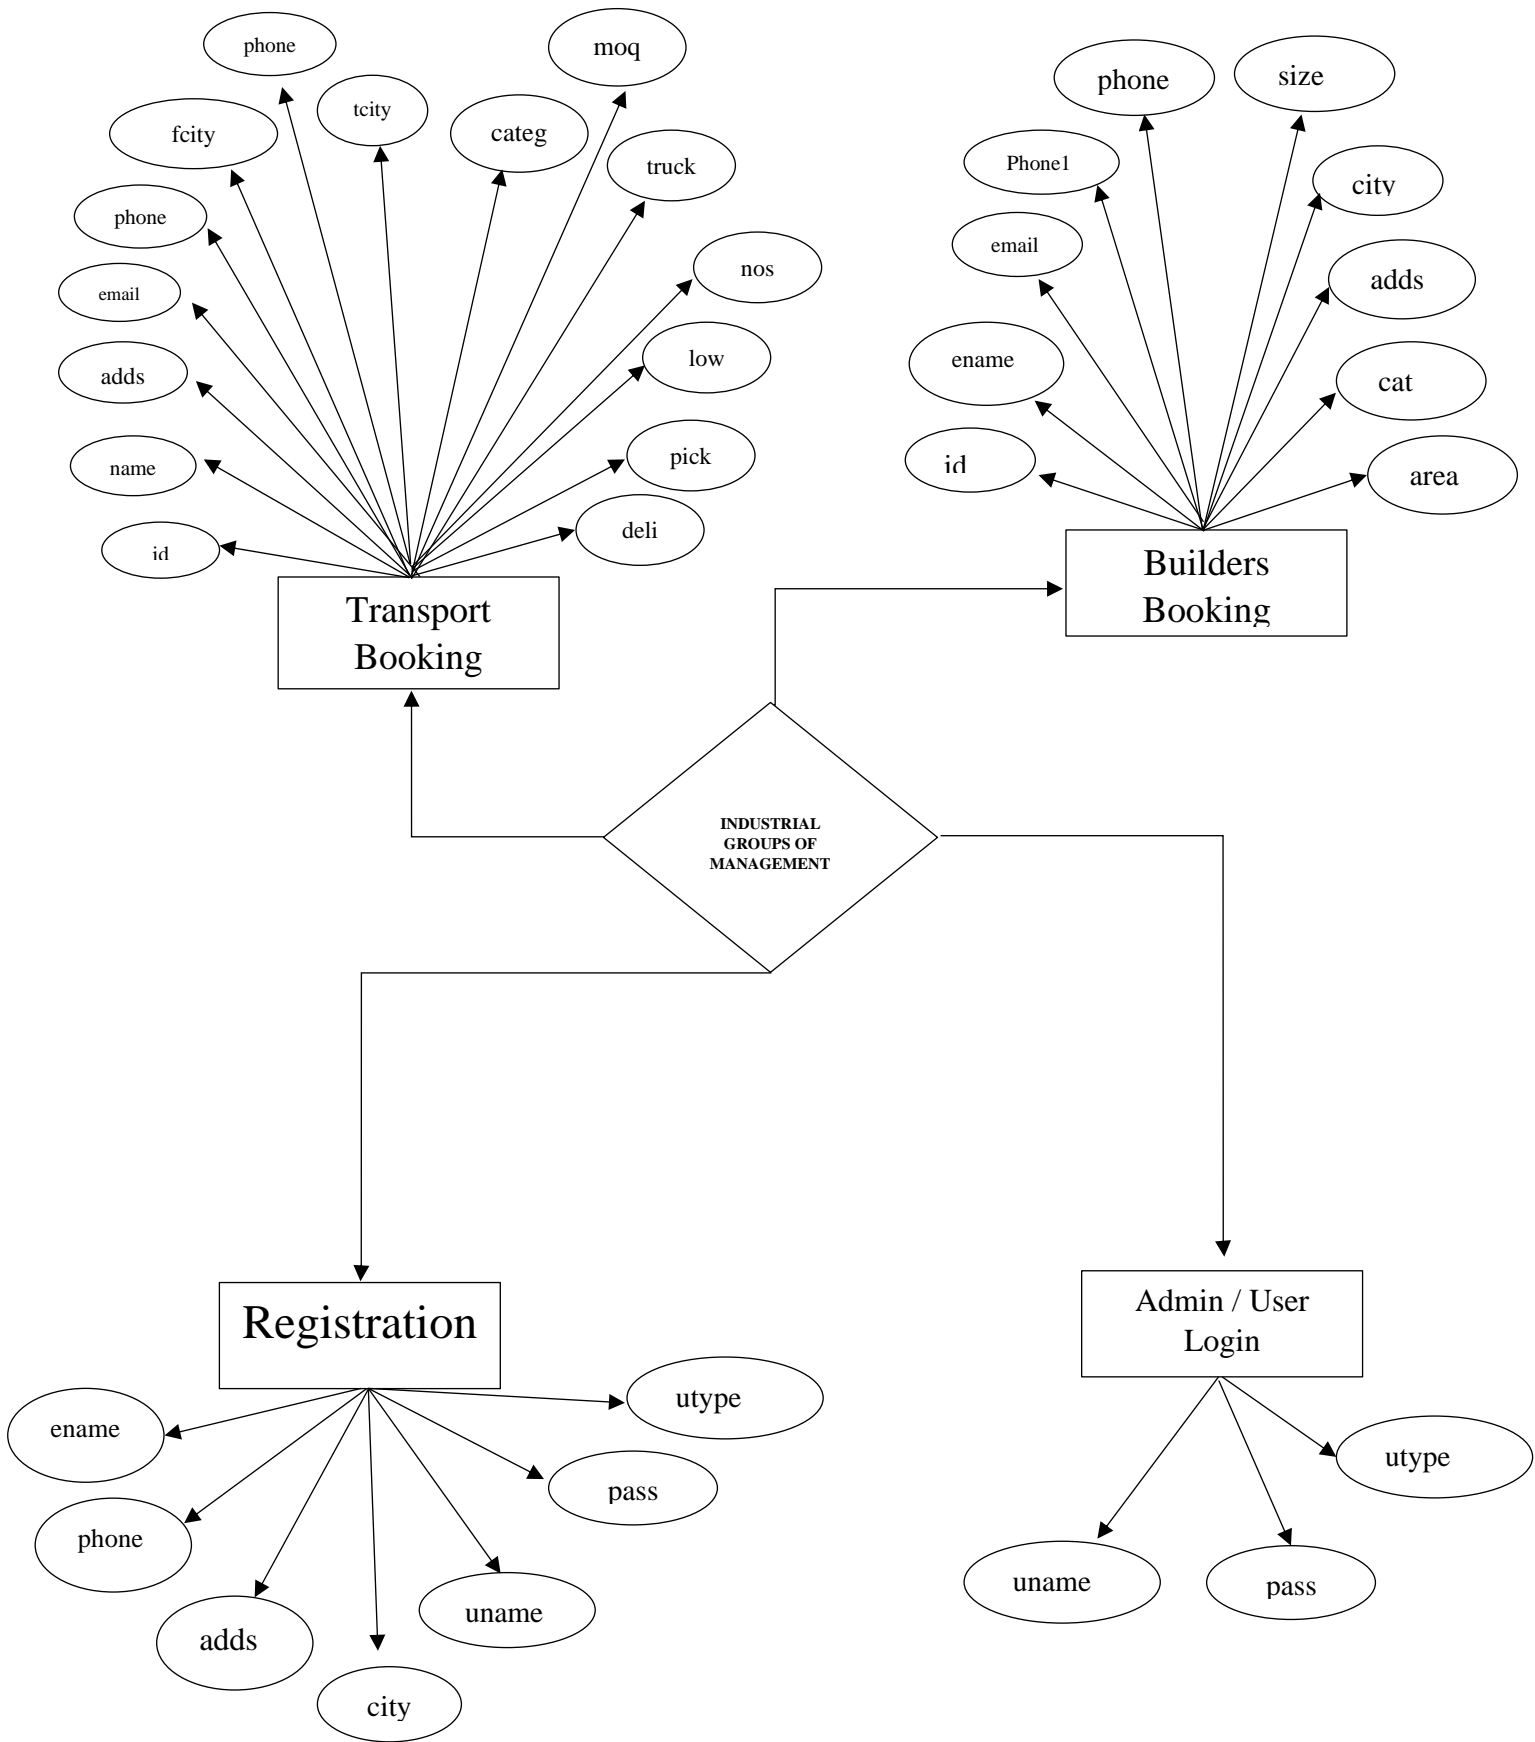 phone
moq
tcity
categ
fcity
truck
phone
nos
email
low
adds
pick
name
deli
id
Transport
Booking
phone
size
Phone1
city
email
adds
ename
cat
id
area
Builders
Booking
INDUSTRIAL
GROUPS OF
MANAGEMENT
Registration
utype
ename
pass
phone
uname
adds
city
Admin / User
Login
utype
uname
pass